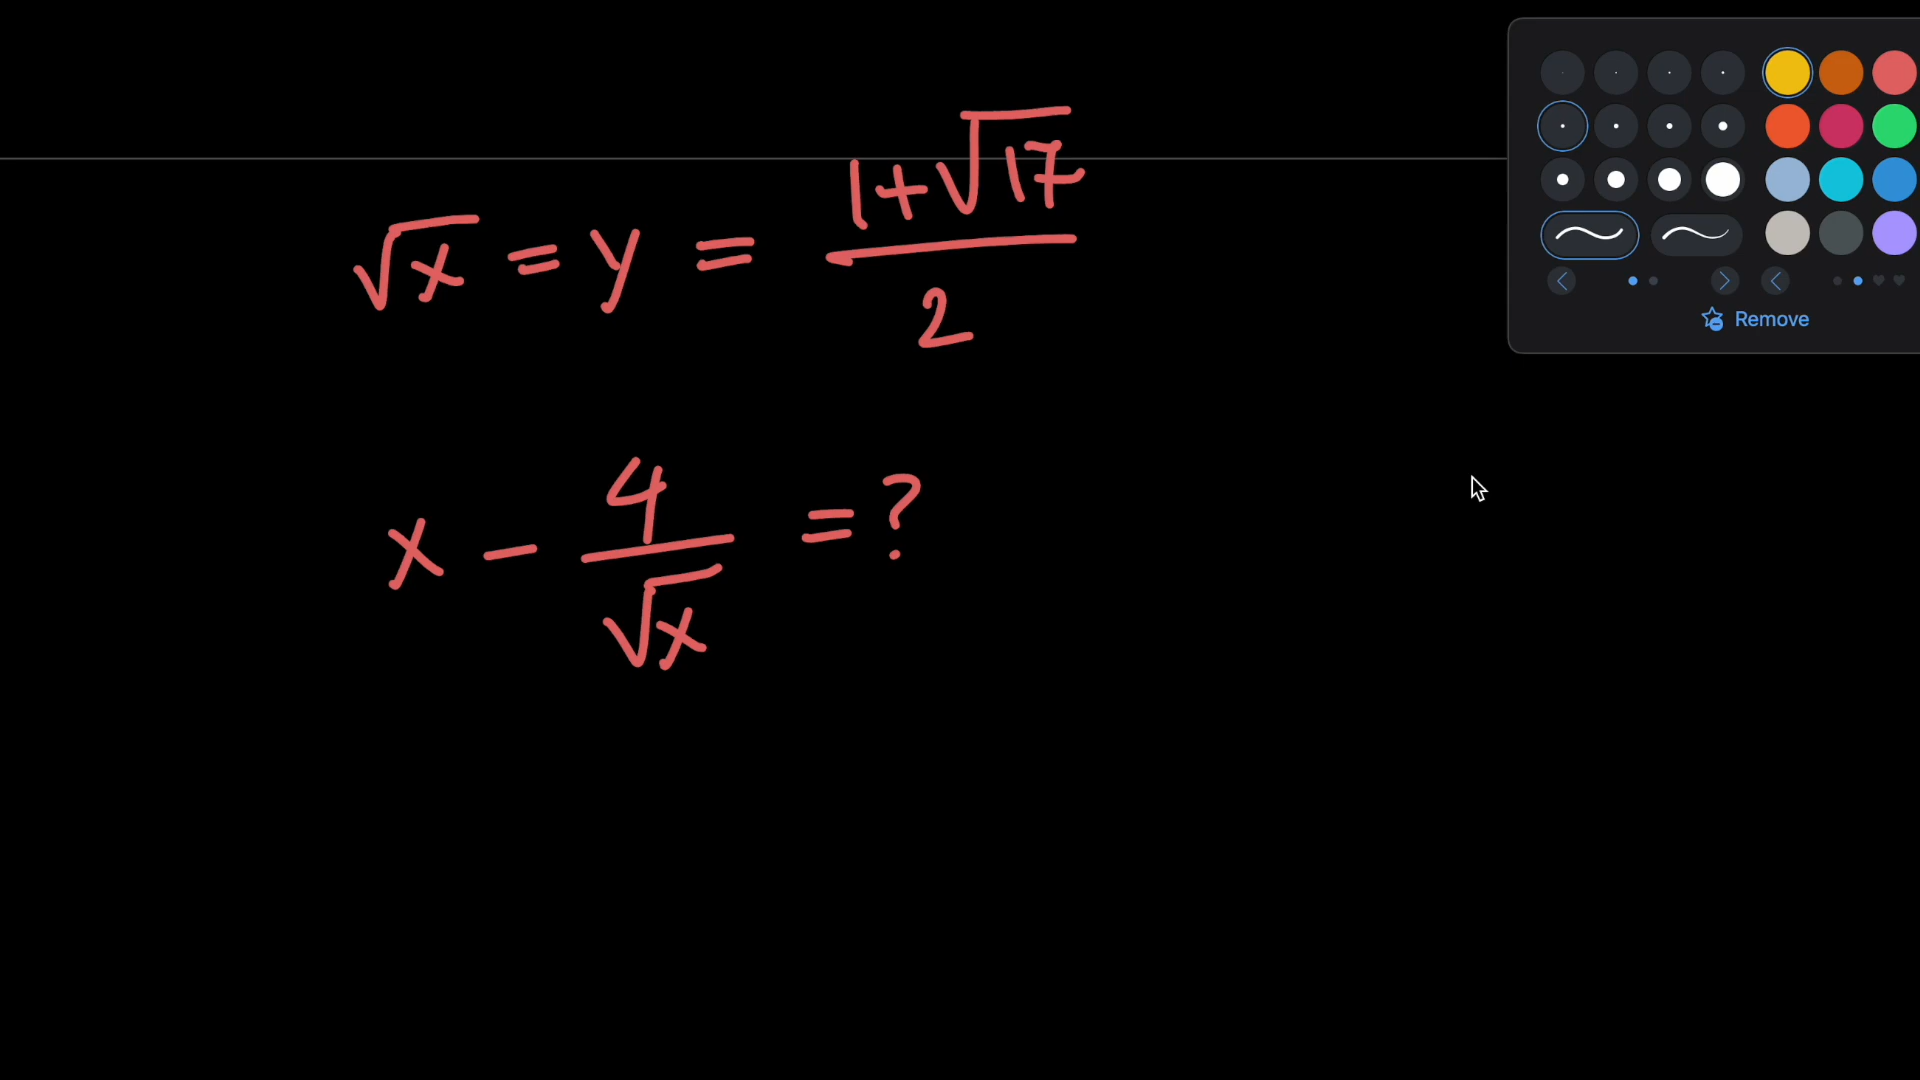 √x = y = (1+√17)/2
x - 4/√x = ?
Remove